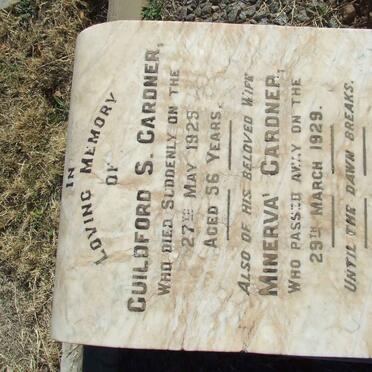 IN
LOVING MEMORY
OF
GUILDFORD S. GARDNER,
WHO DIED SUDDENLY ON THE
27TH MAY 1925
AGED 56 YEARS.
ALSO OF HIS BELOVED WIFE
MINERVA GARDNER,
WHO PASSED AWAY ON THE
29TH MARCH 1929.
UNTIL THE DAWN BREAKS.